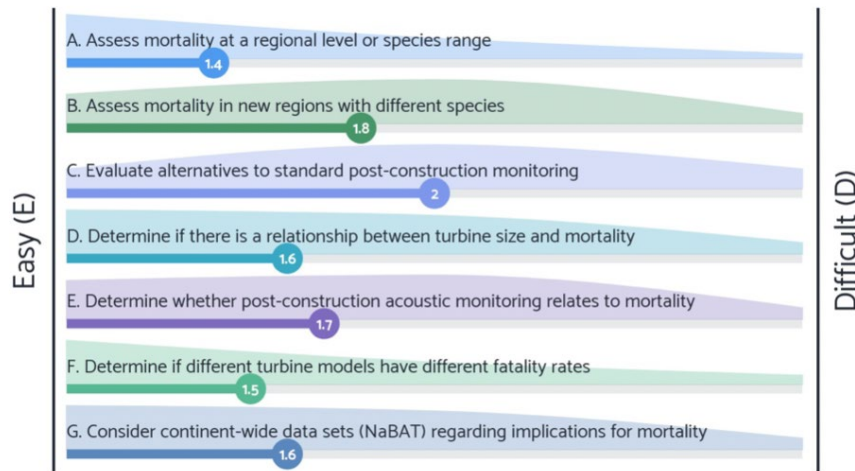 Easy (E)
A. Assess mortality at a regional level or species range
1.4
B. Assess mortality in new regions with different species
1.8
C. Evaluate alternatives to standard post-construction monitoring
2
D. Determine if there is a relationship between turbine size and mortality
1.6
E. Determine whether post-construction acoustic monitoring relates to mortality
1.7
F. Determine if different turbine models have different fatality rates
1.5
G. Consider continent-wide data sets (NaBAT) regarding implications for mortality
1.6
Difficult (D)